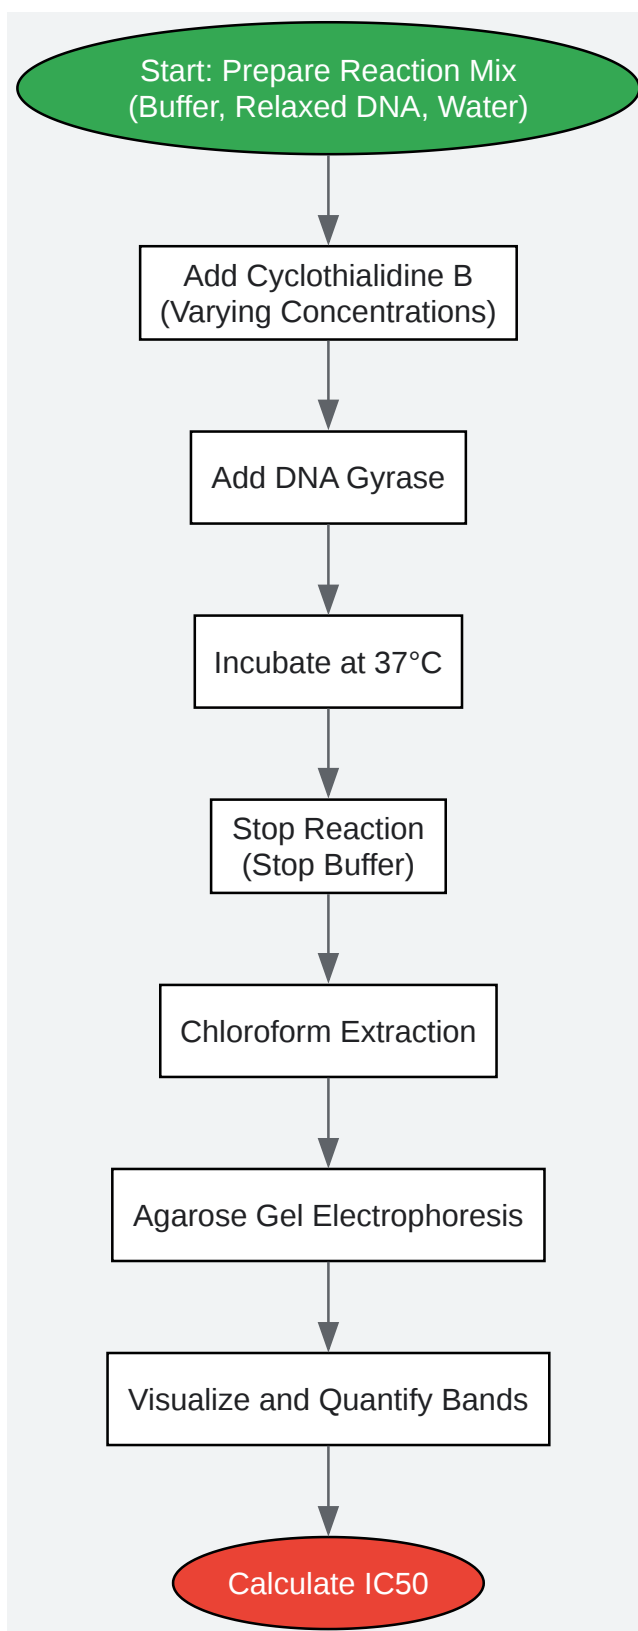 Start: Prepare Reaction Mix
(Buffer, Relaxed DNA, Water)
Add Cyclothialidine B
(Varying Concentrations)
Add DNA Gyrase
Incubate at 37°C
Stop Reaction
(Stop Buffer)
Chloroform Extraction
Agarose Gel Electrophoresis
Visualize and Quantify Bands
Calculate IC50